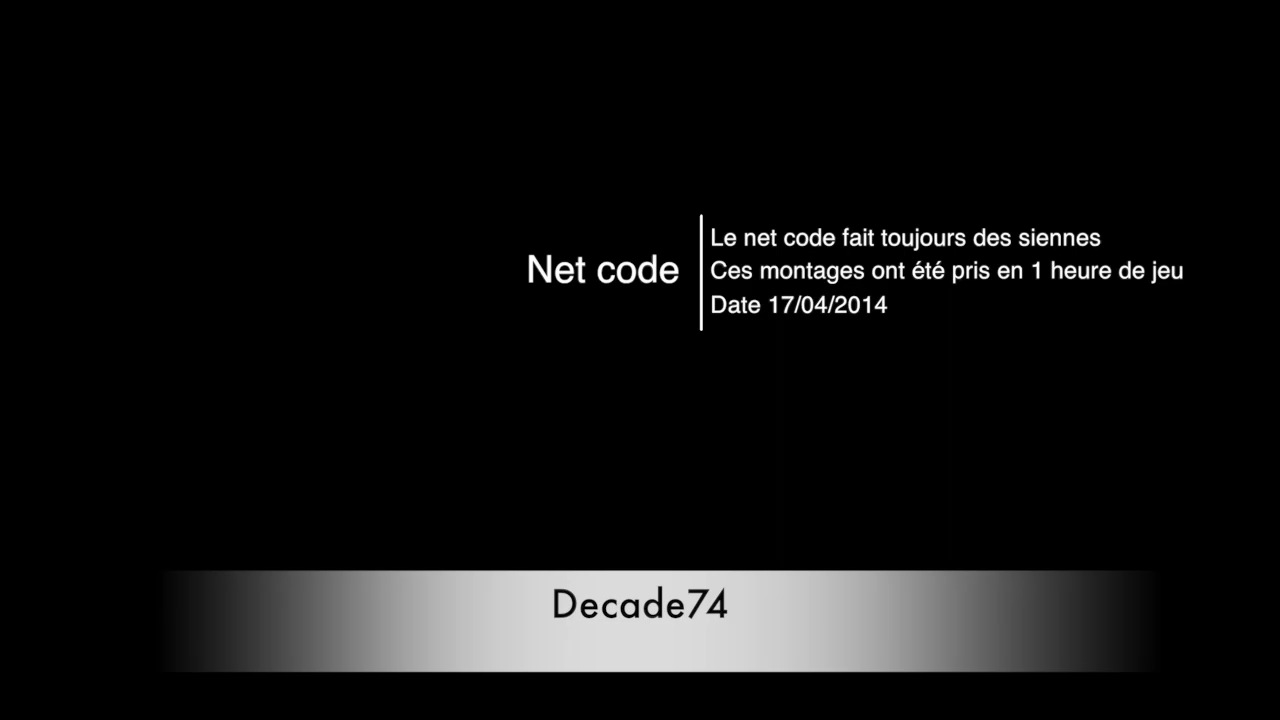 Net code
Le net code fait toujours des siennes
Ces montages ont été pris en 1 heure de jeu
Date 17/04/2014
Decade74